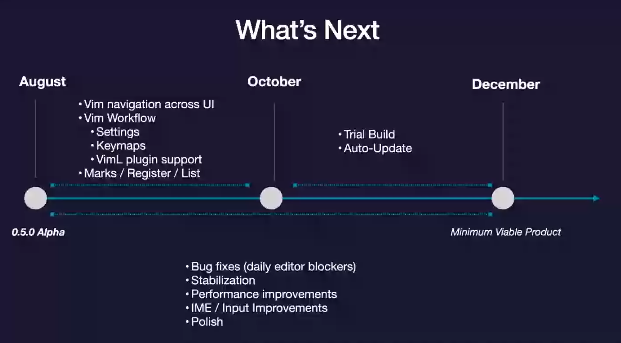 What's Next
August
October
December
• Vim navigation across UI
• Vim Workflow
• Settings
• Keymaps
• VimL plugin support
• Marks / Register / List
• Trial Build
• Auto-Update
0.5.0 Alpha
Minimum Viable Product
• Bug fixes (daily editor blockers)
• Stabilization
• Performance improvements
• IME / Input Improvements
• Polish